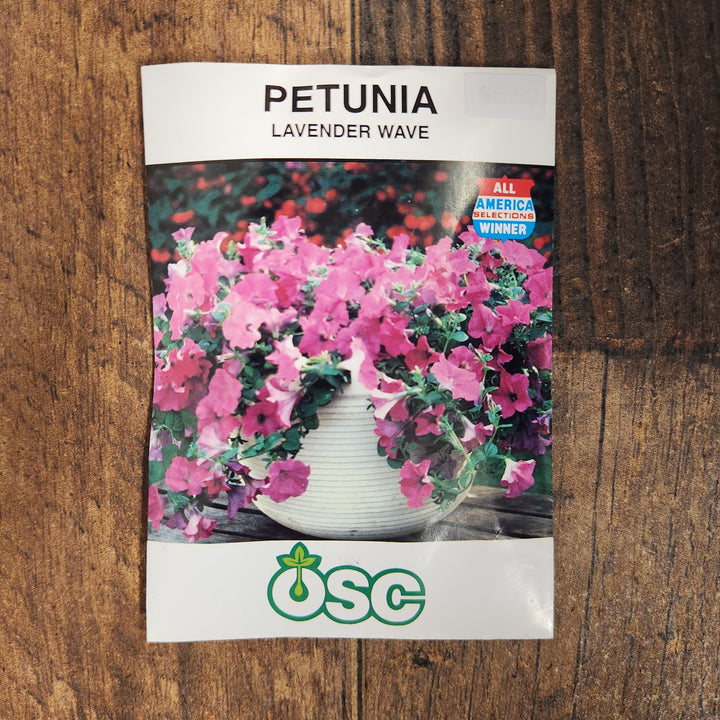 PETUNIA
LAVENDER WAVE
ALL
AMERICA
SELECTIONS
WINNER
OSC